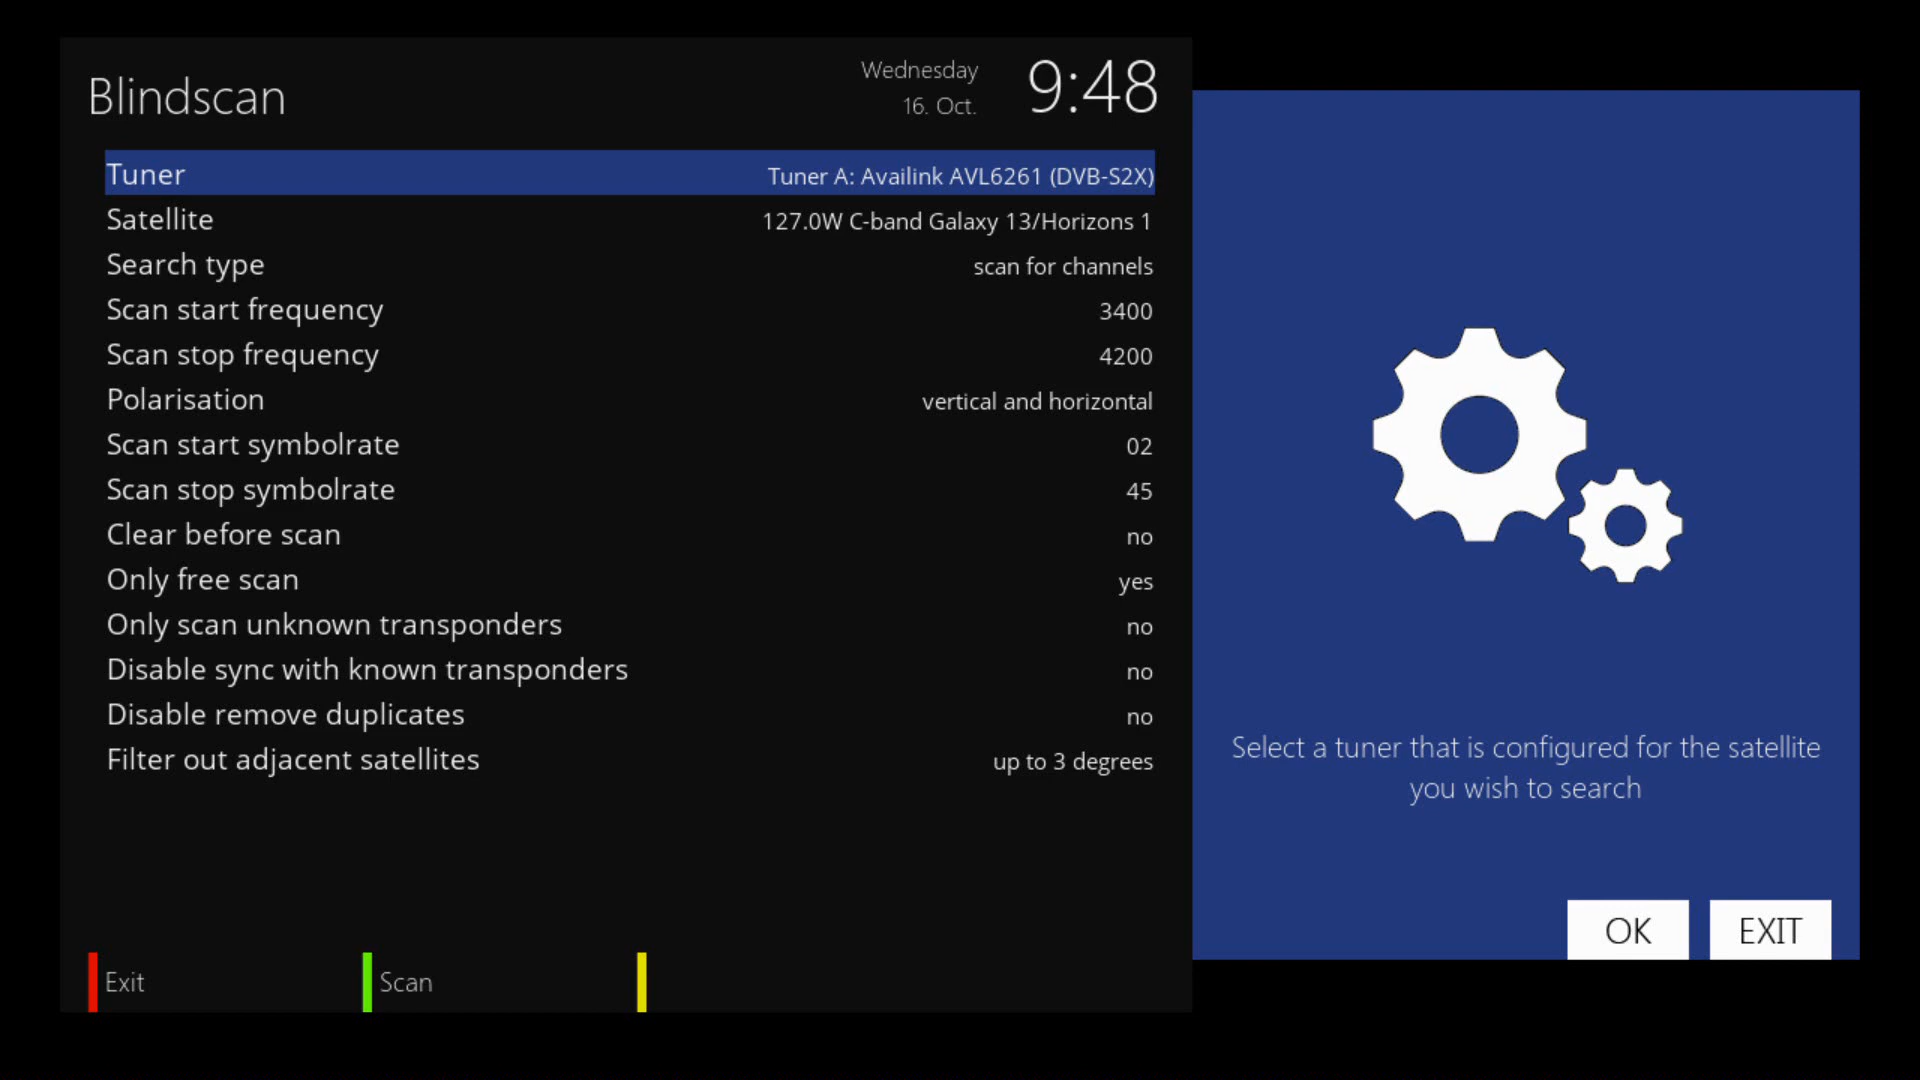 Blindscan
Wednesday
16. Oct.
9:48
Tuner Tuner A: Availink AVL6261 (DVB-S2X)
Satellite 127.0W C-band Galaxy 13/Horizons 1
Search type scan for channels
Scan start frequency 3400
Scan stop frequency 4200
Polarisation vertical and horizontal
Scan start symbolrate 02
Scan stop symbolrate 45
Clear before scan no
Only free scan yes
Only scan unknown transponders no
Disable sync with known transponders no
Disable remove duplicates no
Filter out adjacent satellites up to 3 degrees
Exit Scan
Select a tuner that is configured for the satellite
you wish to search
OK EXIT